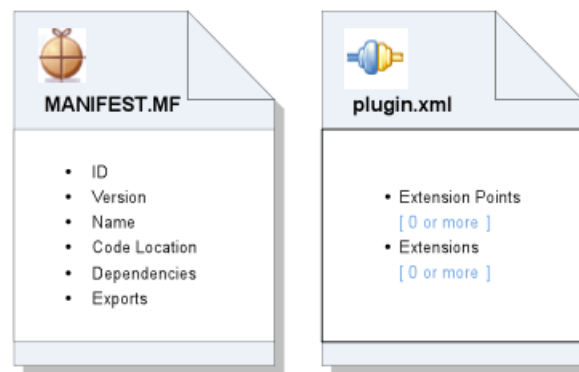 MANIFEST.MF
• ID
• Version
• Name
• Code Location
• Dependencies
• Exports
plugin.xml
• Extension Points
[ 0 or more ]
• Extensions
[ 0 or more ]